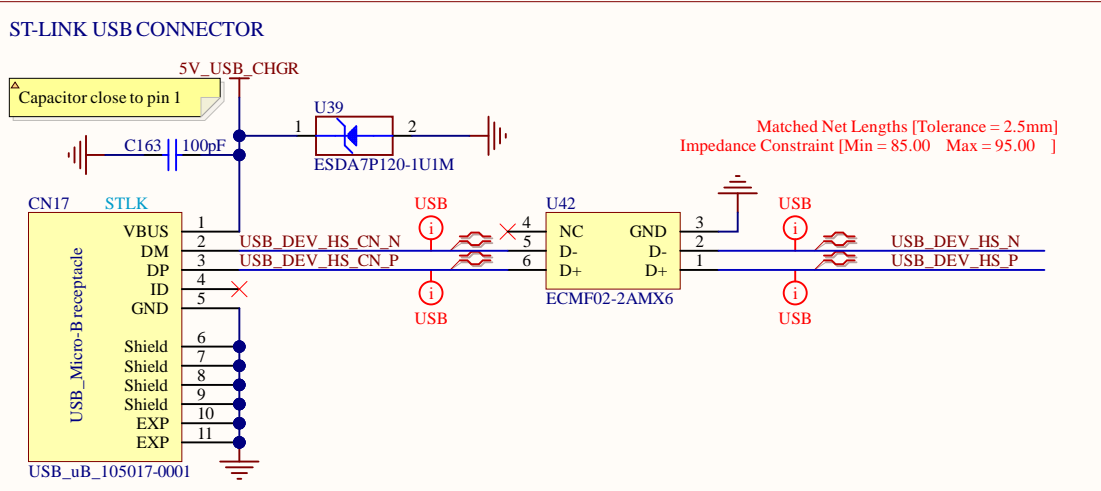 ST-LINK USB CONNECTOR
5V_USB_CHGR
Capacitor close to pin 1
U39
1
2
ESDA7P120-1U1M
C163
100pF
Matched Net Lengths [Tolerance = 2.5mm]
Impedance Constraint [Min = 85.00 Max = 95.00 ]
CN17
STLK
USB_Micro-B receptacle
VBUS
1
DM
2
DP
3
ID
4
GND
5
Shield
6
Shield
7
Shield
8
Shield
9
EXP
10
EXP
11
USB_uB_105017-0001
USB_DEV_HS_CN_N
USB_DEV_HS_CN_P
USB
i
i
USB
U42
4
NC
GND
3
5
D-
D-
2
6
D+
D+
1
ECMF02-2AMX6
USB
i
i
USB
USB_DEV_HS_N
USB_DEV_HS_P